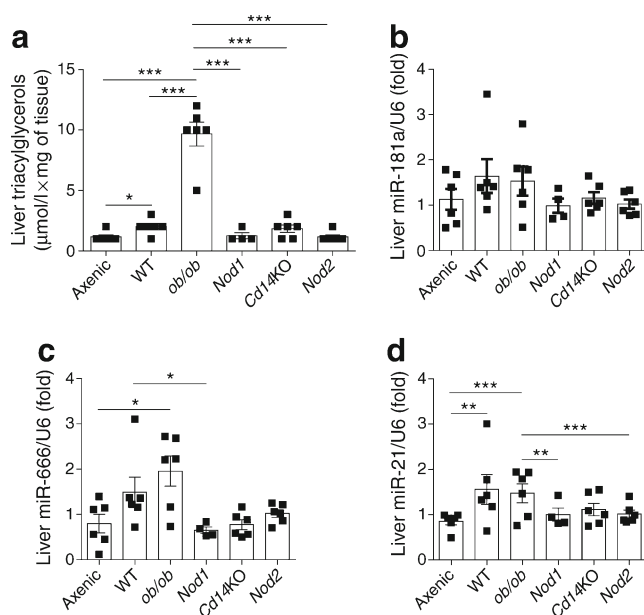 a
Liver triacylglycerols
(μmol/l×mg of tissue)
15
10
5
0
***
***
***
***
***
*
Axenic
WT
ob/ob
Nod1
Cd14KO
Nod2
b
Liver miR-181a/U6 (fold)
4
3
2
1
0
Axenic
WT
ob/ob
Nod1
Cd14KO
Nod2
c
Liver miR-666/U6 (fold)
4
3
2
1
0
*
*
Axenic
WT
ob/ob
Nod1
Cd14KO
Nod2
d
Liver miR-21/U6 (fold)
4
3
2
1
0
***
**
***
**
Axenic
WT
ob/ob
Nod1
Cd14KO
Nod2